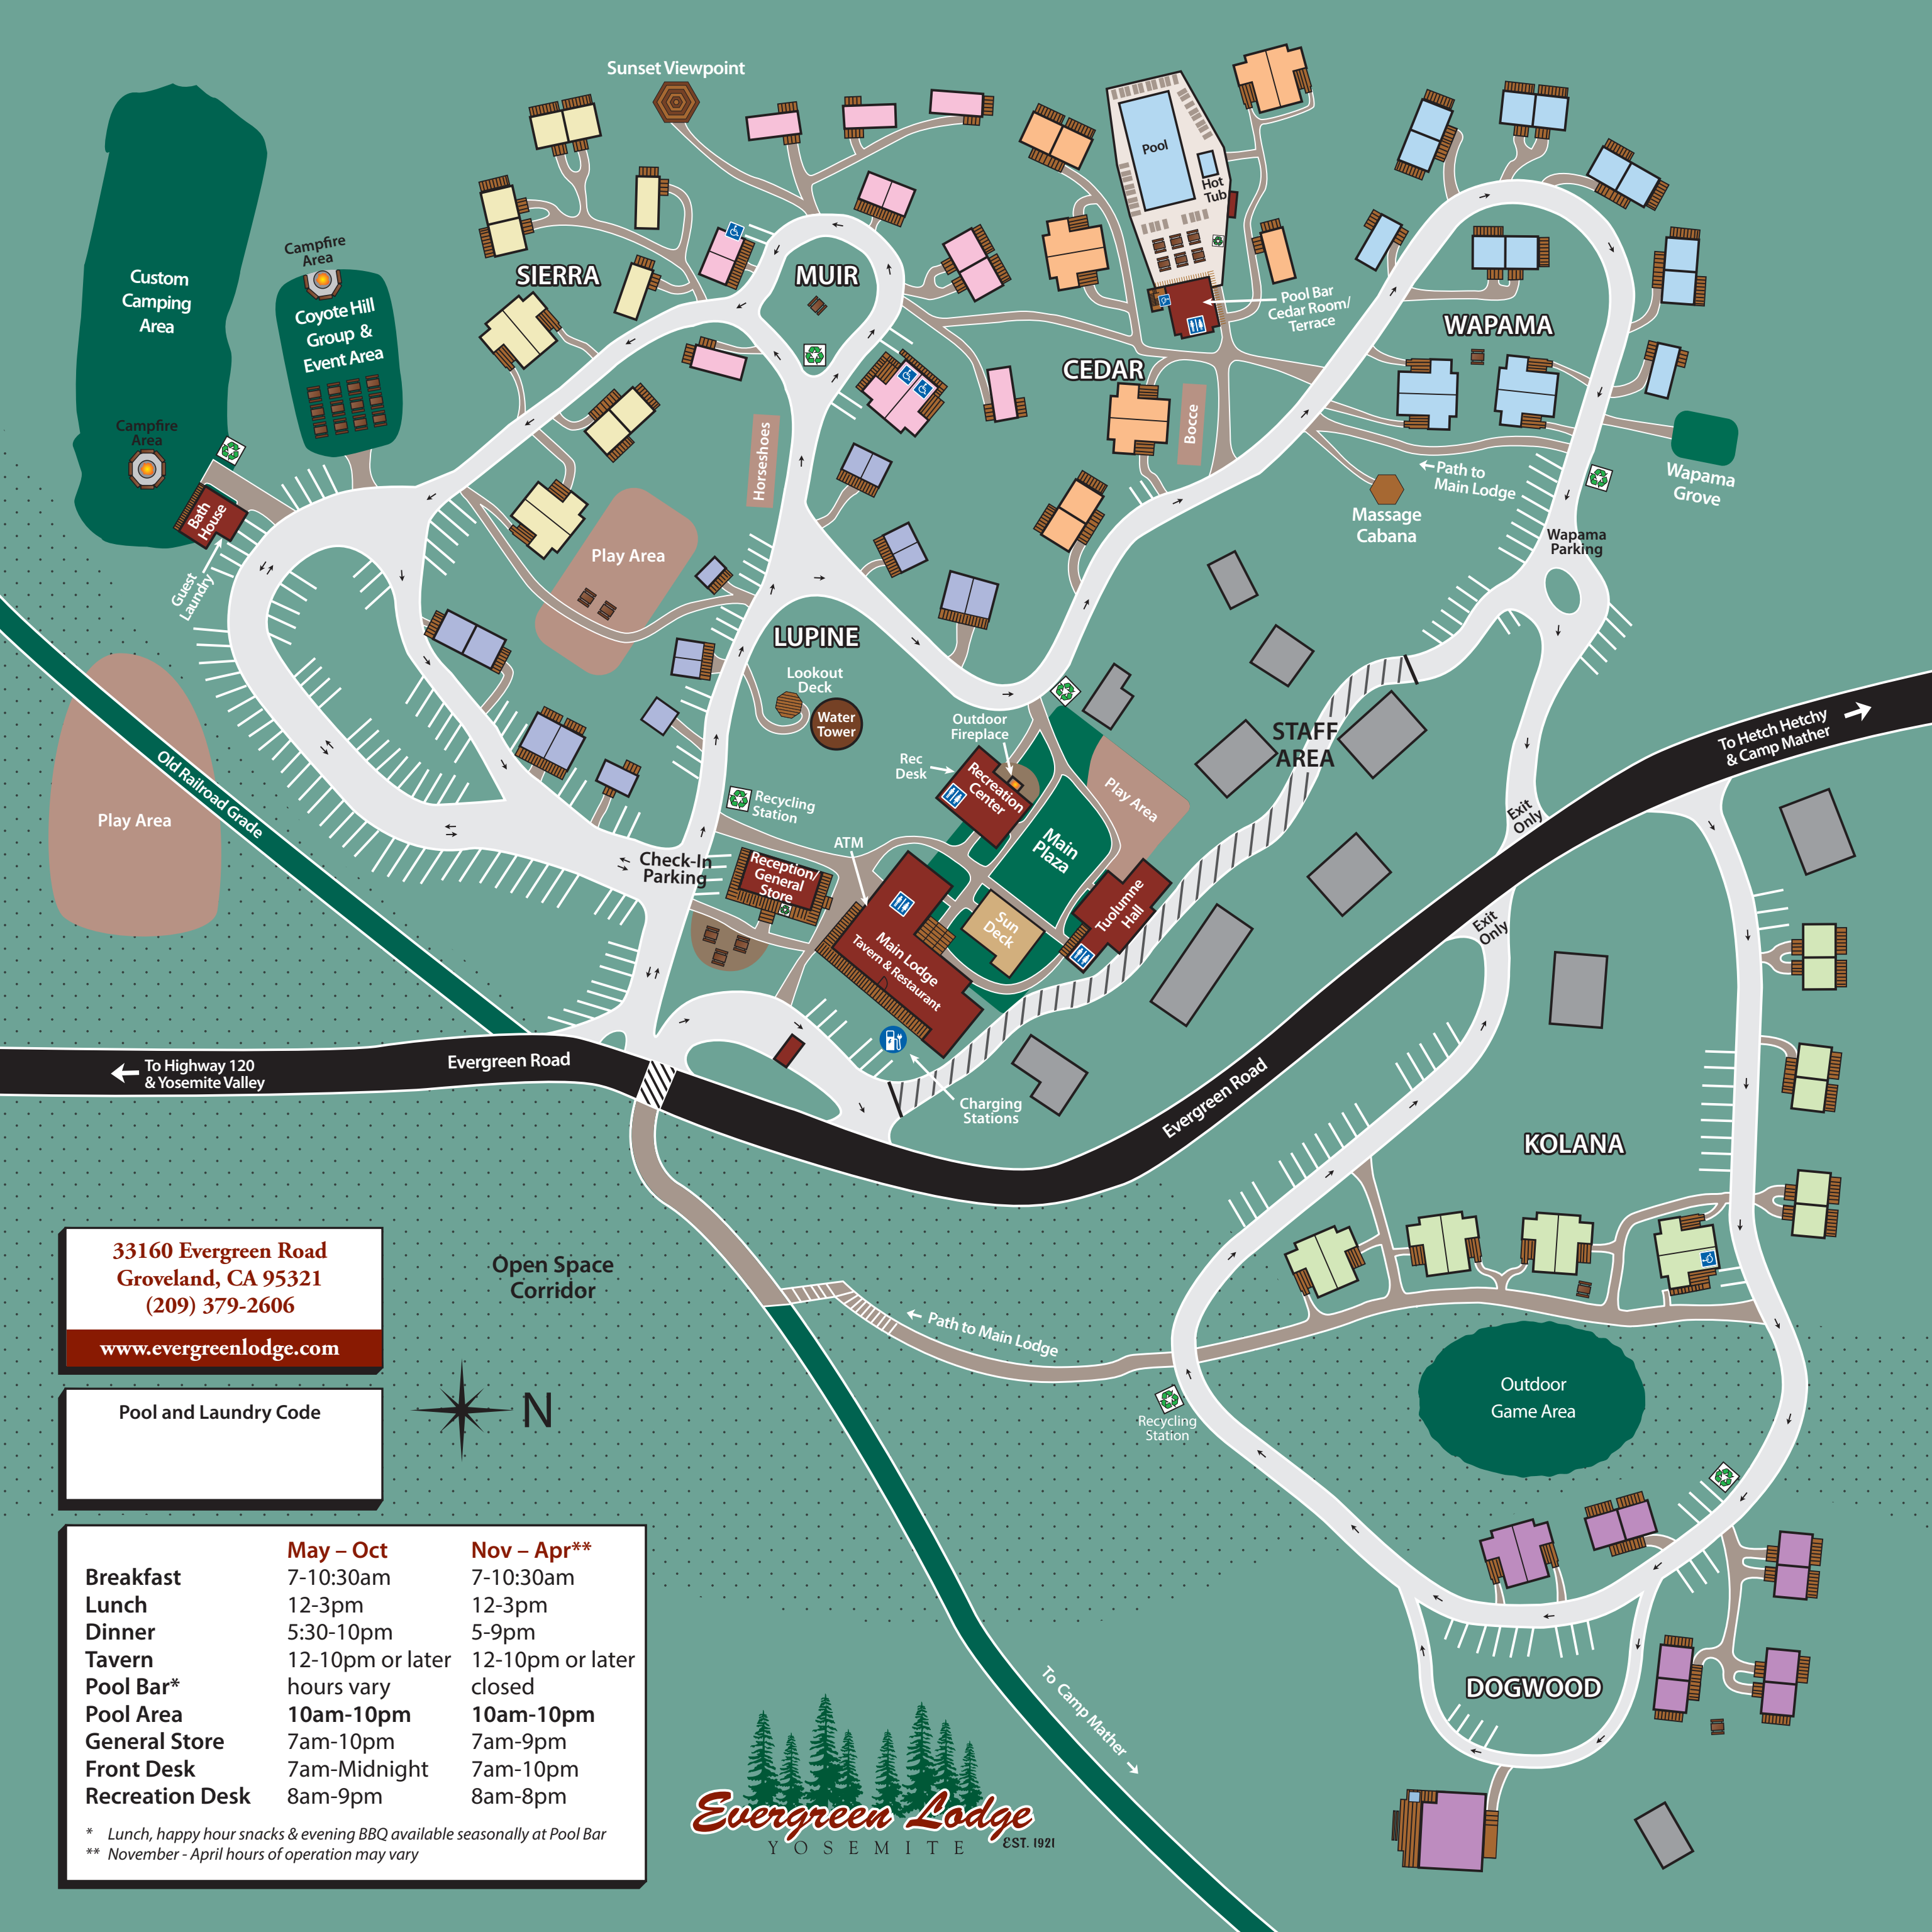 Sunset Viewpoint
Pool
Hot
Tub
Custom
Camping
Area
Campfire
Area
Coyote Hill
Group &
Event Area
Campfire
Area
Bath
House
Guest
Laundry
SIERRA
MUIR
Pool Bar
Cedar Room/
Terrace
CEDAR
WAPAMA
Bocce
Horseshoes
Path to
Main Lodge
Massage
Cabana
Wapama
Grove
Wapama
Parking
Play Area
LUPINE
Lookout
Deck
Water
Tower
Outdoor
Fireplace
Rec
Desk
Recreation
Center
Play Area
Main
Plaza
STAFF
AREA
Recycling
Station
ATM
Check-In
Parking
Reception/
General
Store
Main Lodge
Tavern & Restaurant
Sun
Deck
Tuolumne
Hall
Play Area
Old Railroad Grade
To Hetch Hetchy
& Camp Mather
Exit
Only
Exit
Only
To Highway 120
& Yosemite Valley
Evergreen Road
Charging
Stations
Evergreen Road
KOLANA
Open Space
Corridor
Path to Main Lodge
Recycling
Station
Outdoor
Game Area
DOGWOOD
To Camp Mather
33160 Evergreen Road
Groveland, CA 95321
(209) 379-2606
www.evergreenlodge.com
Pool and Laundry Code
N
May – Oct Nov – Apr**
Breakfast 7-10:30am 7-10:30am
Lunch 12-3pm 12-3pm
Dinner 5:30-10pm 5-9pm
Tavern 12-10pm or later 12-10pm or later
Pool Bar* hours vary closed
Pool Area 10am-10pm 10am-10pm
General Store 7am-10pm 7am-9pm
Front Desk 7am-Midnight 7am-10pm
Recreation Desk 8am-9pm 8am-8pm
* Lunch, happy hour snacks & evening BBQ available seasonally at Pool Bar
** November - April hours of operation may vary
Evergreen Lodge
YOSEMITE EST. 1921